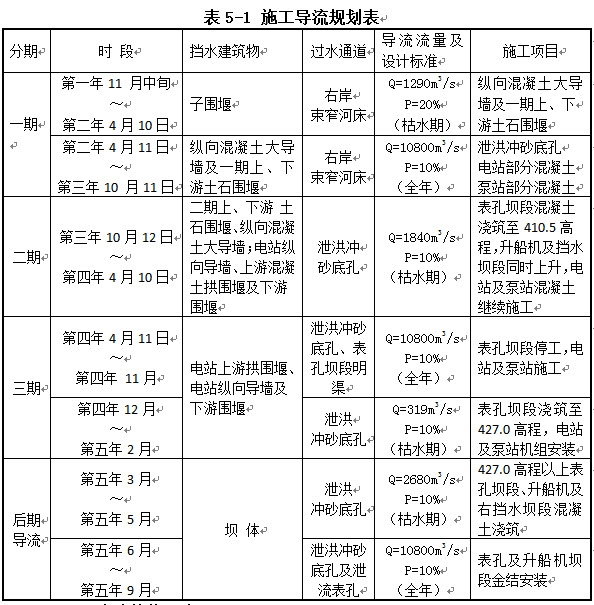 表 5-1 施工导流规划表
分期
时 段
挡水建筑物
过水通道
导流流量及
设计标准
施工项目
一期
第一年 11 月中旬
～
第二年 4 月 10 日
子围堰
右岸
束窄河床
Q=1290m³/s
P=20%
(枯水期)
纵向混凝土大导
墙及一期上、下
游土石围堰
第二年 4 月 11 日
～
第三年 10 月 11 日
纵向混凝土大导
墙及一期上、下
游土石围堰
右岸
束窄河床
Q=10800m³/s
P=10%
(全年)
泄洪冲砂底孔
电站部分混凝土
泵站部分混凝土
二期
第三年 10 月 12 日
～
第四年 4 月 10 日
二期上、下游 土
石围堰、纵向混凝
土大导墙；电站纵
向导墙、上游混凝
土拱围堰及下游
围堰
泄洪冲
砂底孔
Q=1840m³/s
P=10%
(枯水期)
表孔坝段混凝土
浇筑至 410.5 高
程，升船机及挡水
坝段同时上升，电
站及泵站混凝土
继续施工
三期
第四年 4 月 11 日
～
第四年 11 月
电站上游拱围堰、
电站纵向导墙及
下游围堰
泄洪冲砂
底孔、表
孔坝段明
渠
Q=10800m³/s
P=10%
(全年)
表孔坝段停工，电
站及泵站施工
第四年 12 月
～
第五年 2 月
泄洪
冲砂底孔
Q=319m³/s
P=10%
(枯水期)
表孔坝段浇筑至
427.0 高程，电站
及泵站机组安装
后期
导流
第五年 3 月
～
第五年 5 月
坝 体
泄洪
冲砂底孔
Q=2680m³/s
P=10%
(枯水期)
427.0 高程以上表
孔坝段、升船机及
右挡水坝段混凝
土浇筑
第五年 6 月
～
第五年 9 月
泄洪冲砂
底孔及泄
流表孔
Q=10800m³/s
P=10%
(全年)
表孔及升船机坝
段金结安装